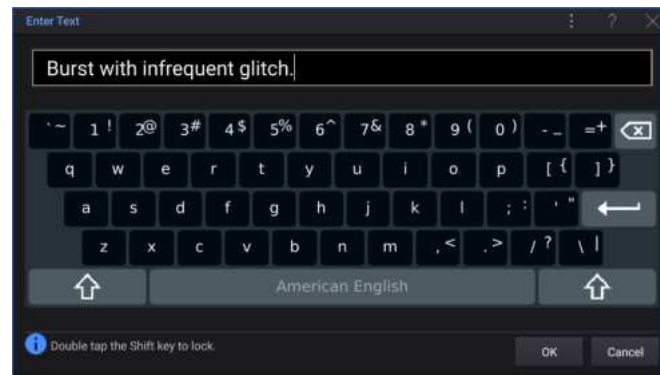 Enter Text
Burst with infrequent glitch.
` ~ 1 ! 2 @ 3 # 4 $ 5 % 6 ^ 7 & 8 * 9 ( 0 ) - _ = +
q w e r t y u i o p [ { ] }
a s d f g h j k l ; : ' "
z x c v b n m , < . > / ? \ |
American English
Double tap the Shift key to lock.
OK Cancel